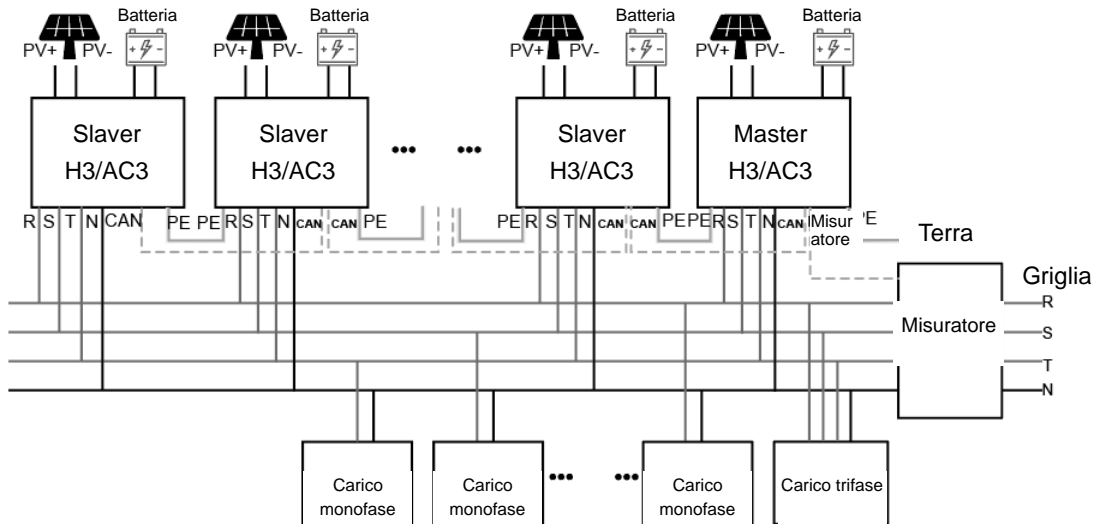 Batteria
Batteria
Batteria
Batteria
PV+ PV-
PV+ PV-
PV+ PV-
PV+ PV-
+ -
+ -
+ -
+ -
Slaver
H3/AC3
Slaver
H3/AC3
••• •••
Slaver
H3/AC3
Master
H3/AC3
R S T N CAN PE PE R S T N CAN CAN PE PE R S T N CAN CAN PE PE R S T N CAN Misur PE
atore
Terra
Griglia
R
Misuratore
S
T
N
Carico
monofase
Carico
monofase
••• •••
Carico
monofase
Carico trifase